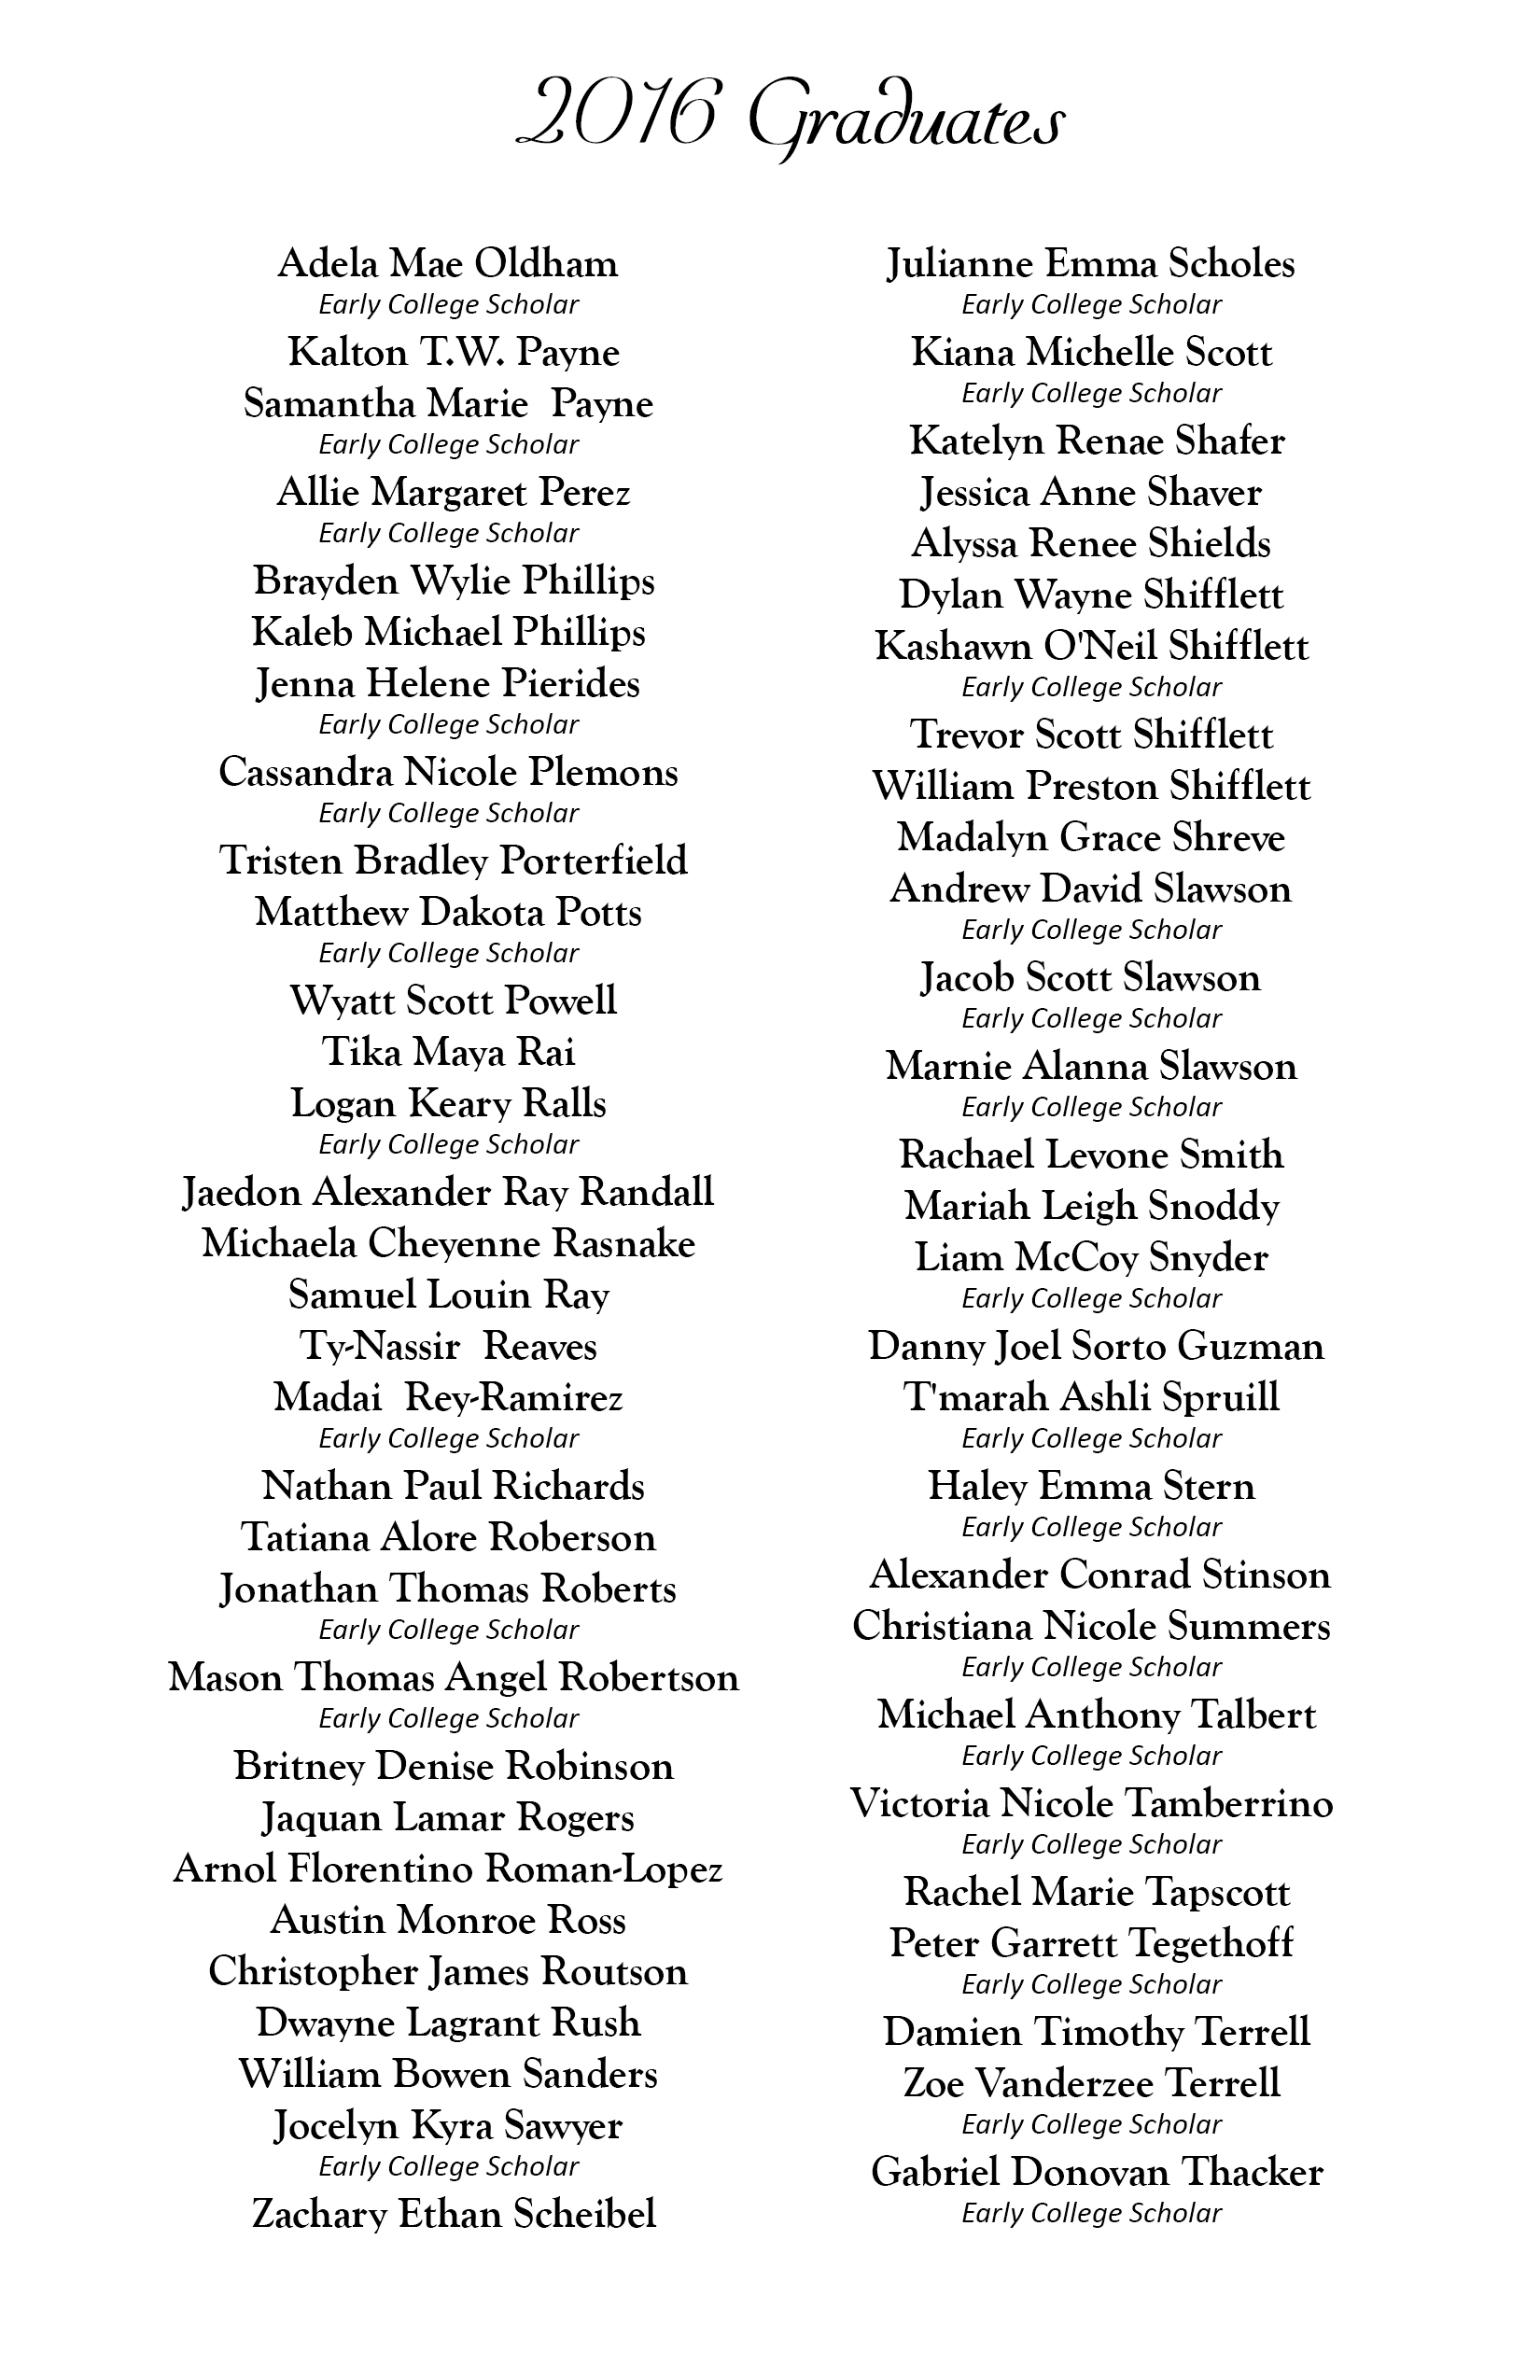 2016 Graduates
Adela Mae Oldham
Early College Scholar
Kalton T.W. Payne
Samantha Marie  Payne
Early College Scholar
Allie Margaret Perez
Early College Scholar
Brayden Wylie Phillips
Kaleb Michael Phillips
Jenna Helene Pierides
Early College Scholar
Cassandra Nicole Plemons
Early College Scholar
Tristen Bradley Porterfield
Matthew Dakota Potts
Early College Scholar
Wyatt Scott Powell
Tika Maya Rai
Logan Keary Ralls
Early College Scholar
Jaedon Alexander Ray Randall
Michaela Cheyenne Rasnake
Samuel Louin Ray
Ty-Nassir  Reaves
Madai  Rey-Ramirez
Early College Scholar
Nathan Paul Richards
Tatiana Alore Roberson
Jonathan Thomas Roberts
Early College Scholar
Mason Thomas Angel Robertson
Early College Scholar
Britney Denise Robinson
Jaquan Lamar Rogers
Arnol Florentino Roman-Lopez
Austin Monroe Ross
Christopher James Routson
Dwayne Lagrant Rush
William Bowen Sanders
Jocelyn Kyra Sawyer
Early College Scholar
Zachary Ethan Scheibel
Julianne Emma Scholes
Early College Scholar
Kiana Michelle Scott
Early College Scholar
Katelyn Renae Shafer
Jessica Anne Shaver
Alyssa Renee Shields
Dylan Wayne Shifflett
Kashawn O'Neil Shifflett
Early College Scholar
Trevor Scott Shifflett
William Preston Shifflett
Madalyn Grace Shreve
Andrew David Slawson
Early College Scholar
Jacob Scott Slawson
Early College Scholar
Marnie Alanna Slawson
Early College Scholar
Rachael Levone Smith
Mariah Leigh Snoddy
Liam McCoy Snyder
Early College Scholar
Danny Joel Sorto Guzman
T'marah Ashli Spruill
Early College Scholar
Haley Emma Stern
Early College Scholar
Alexander Conrad Stinson
Christiana Nicole Summers
Early College Scholar
Michael Anthony Talbert
Early College Scholar
Victoria Nicole Tamberrino
Early College Scholar
Rachel Marie Tapscott
Peter Garrett Tegethoff
Early College Scholar
Damien Timothy Terrell
Zoe Vanderzee Terrell
Early College Scholar
Gabriel Donovan Thacker
Early College Scholar